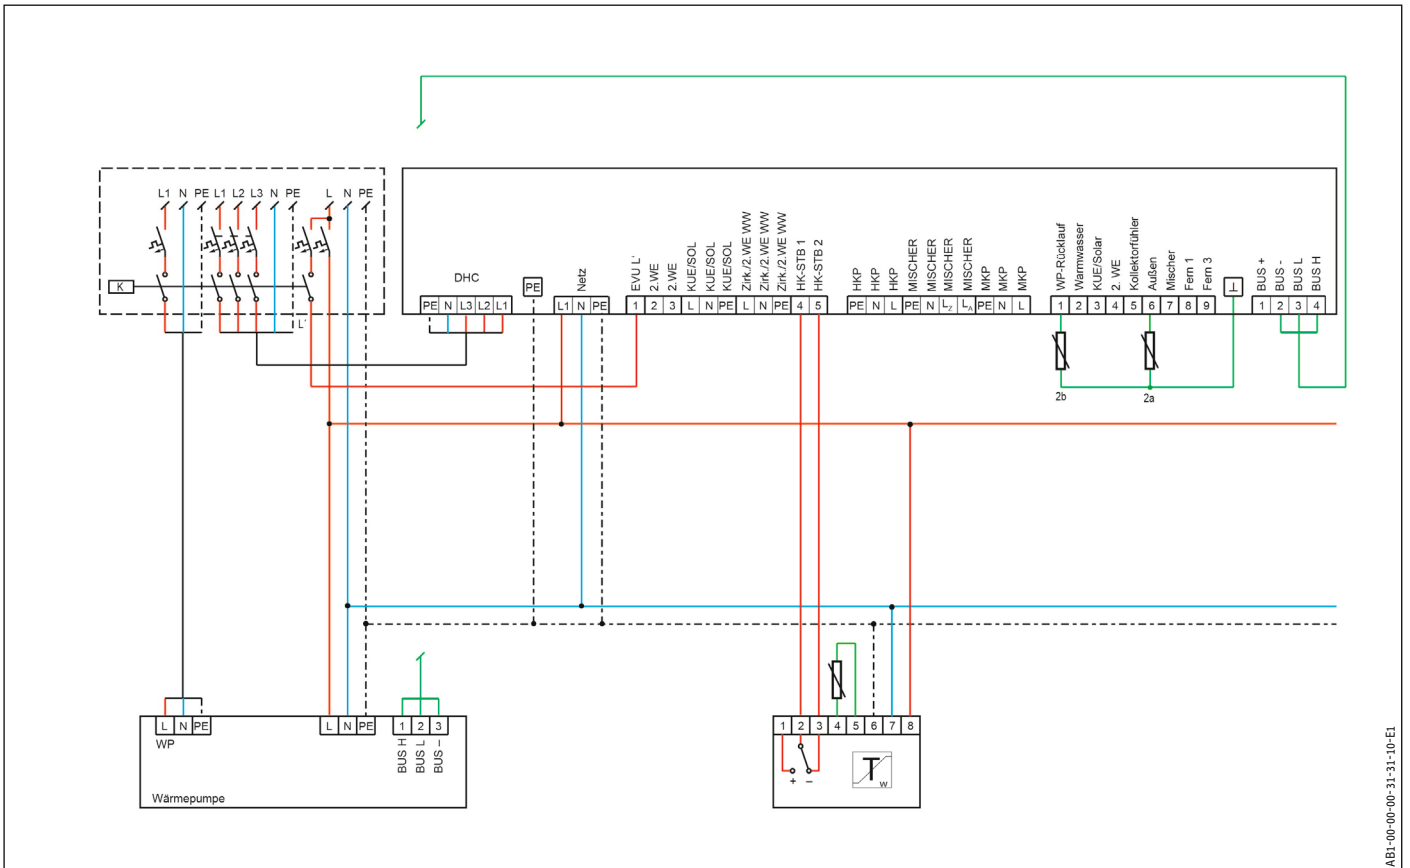 L1 N PE L1 L2 L3 N PE L N PE
K
L´
DHC
PE N L3 L2 L1
PE
Netz
L1 N PE
EVU L´
2.WE
2.WE
KUE/SOL
KUE/SOL
KUE/SOL
Zirk./2.WE WW
Zirk./2.WE WW
Zirk./2.WE WW
HK-STB 1
HK-STB 2
1 2 3 L N PE L N PE 4 5
HKP
HKP
HKP
MISCHER
MISCHER
MISCHER
MISCHER
MKP
MKP
MKP
PE N L PE N LZ LA PE N L
WP-Rücklauf
Warmwasser
KUE/Solar
2. WE
Kollektorfühler
Außen
Mischer
Fern 1
Fern 3
1 2 3 4 5 6 7 8 9
BUS +
BUS -
BUS L
BUS H
1 2 3 4
2b
2a
L N PE
WP
L N PE
1 2 3
BUS H
BUS L
BUS –
Wärmepumpe
1 2 3 4 5 6 7 8
+ –
T
w
AB1-00-00-00-31-31-10-E1